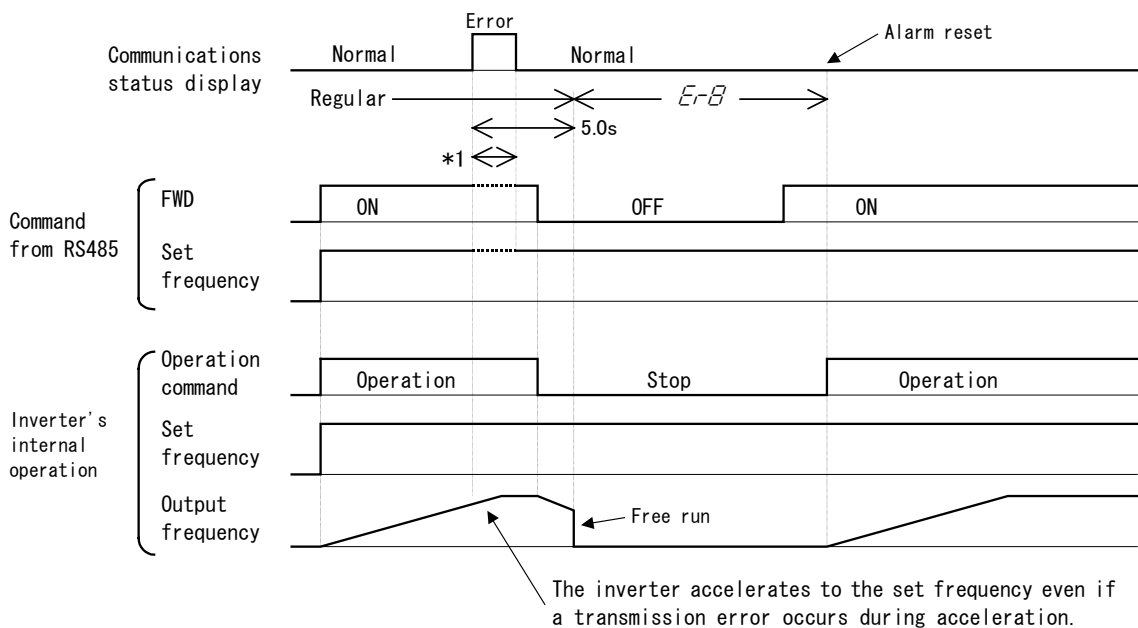 Error
Alarm reset
Communications
status display
Normal
Normal
Regular
Er8
5.0s
*1
Command
from RS485
FWD
ON
OFF
ON
Set
frequency
Inverter's
internal
operation
Operation
command
Operation
Stop
Operation
Set
frequency
Output
frequency
Free run
The inverter accelerates to the set frequency even if
a transmission error occurs during acceleration.